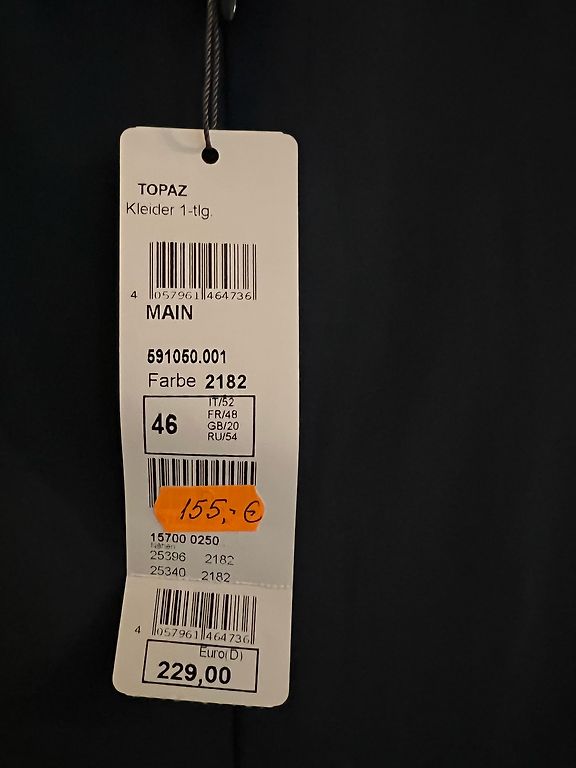 TOPAZ
Kleider 1-tlg.
4 057961 464736
MAIN
591050.001
Farbe 2182
46
IT/52
FR/48
GB/20
RU/54
155,- €
15700 0250
Nähen
25396 2182
25340 2182
4 057961 464736
Euro(D)
229,00